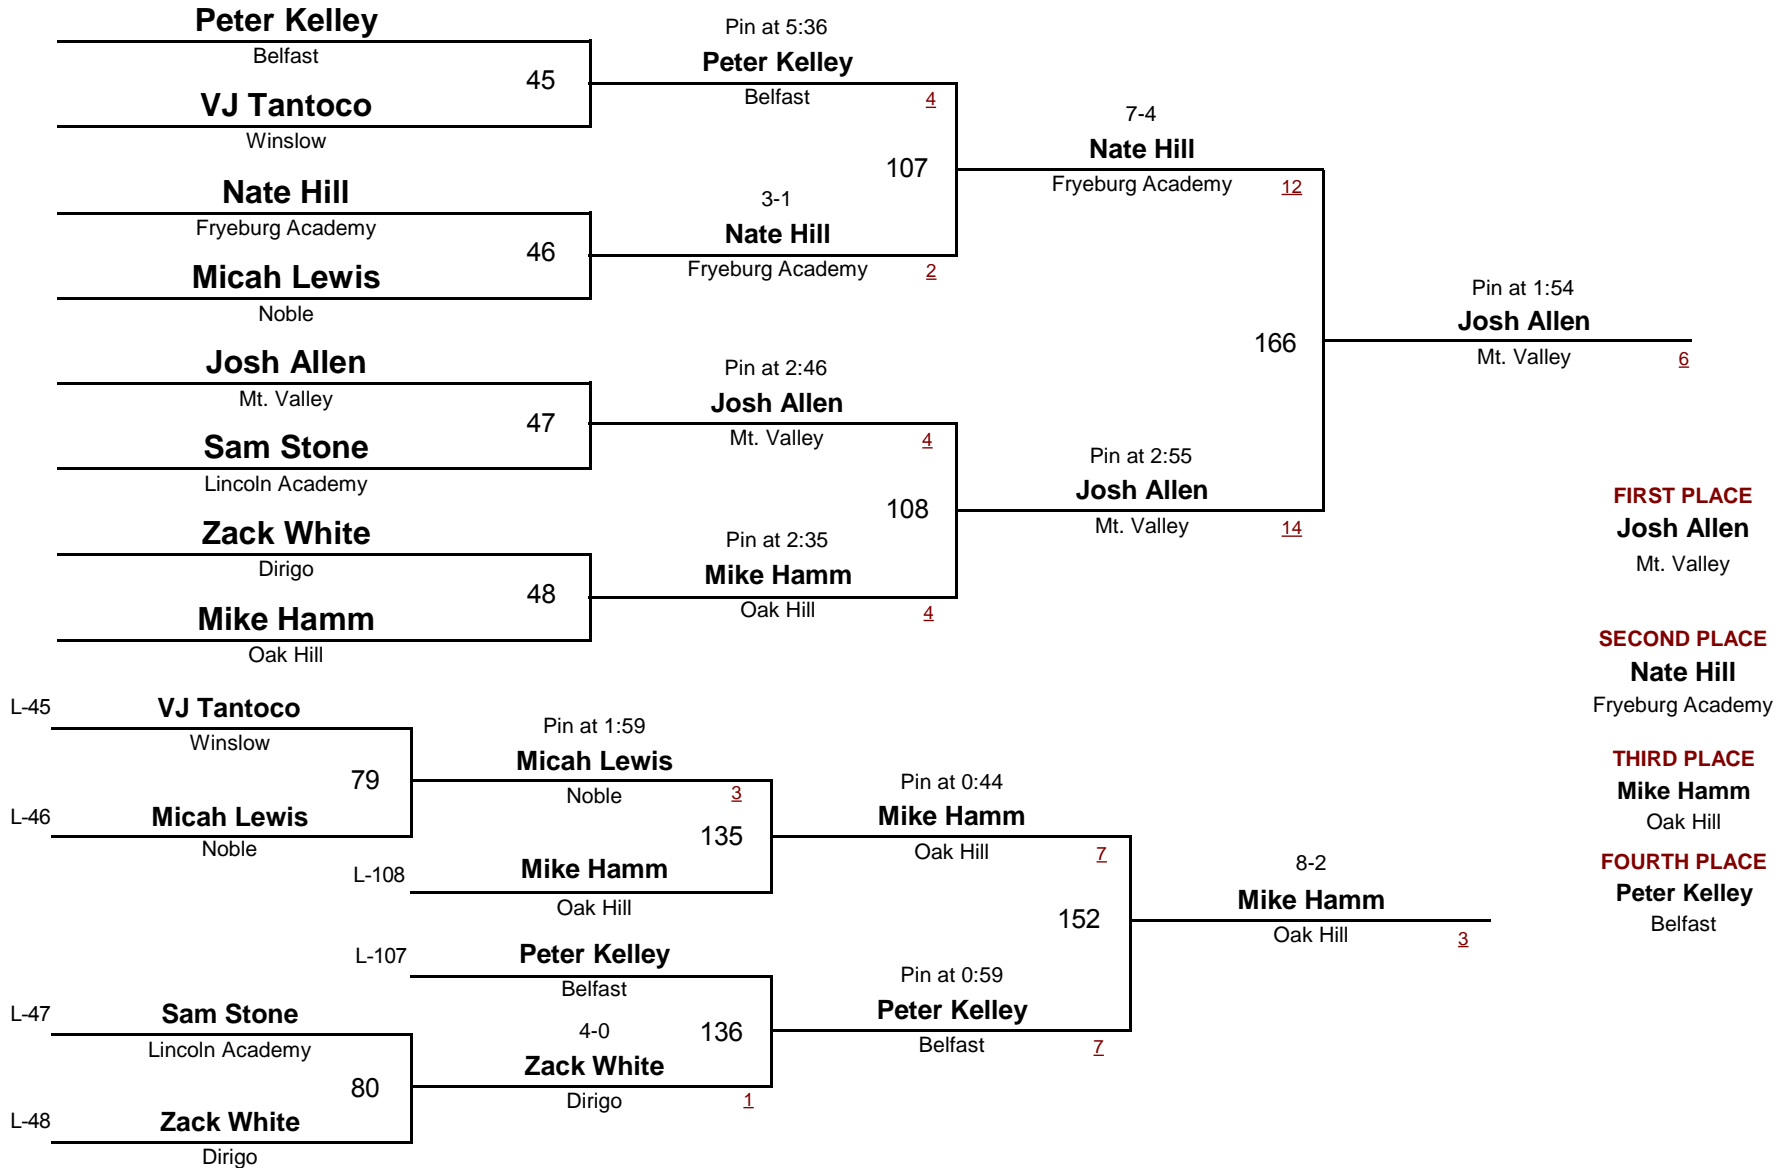 Peter Kelley
Belfast
45
VJ Tantoco
Winslow
Nate Hill
Fryeburg Academy
46
Micah Lewis
Noble
Josh Allen
Mt. Valley
47
Sam Stone
Lincoln Academy
Zack White
Dirigo
48
Mike Hamm
Oak Hill
Pin at 5:36
Peter Kelley
Belfast
4
107
3-1
Nate Hill
Fryeburg Academy
2
Pin at 2:46
Josh Allen
Mt. Valley
4
108
Pin at 2:35
Mike Hamm
Oak Hill
4
7-4
Nate Hill
Fryeburg Academy
12
166
Pin at 2:55
Josh Allen
Mt. Valley
14
Pin at 1:54
Josh Allen
Mt. Valley
6
FIRST PLACE
Josh Allen
Mt. Valley
SECOND PLACE
Nate Hill
Fryeburg Academy
THIRD PLACE
Mike Hamm
Oak Hill
FOURTH PLACE
Peter Kelley
Belfast
L-45
VJ Tantoco
Winslow
79
L-46
Micah Lewis
Noble
L-47
Sam Stone
Lincoln Academy
80
L-48
Zack White
Dirigo
Pin at 1:59
Micah Lewis
Noble
3
135
L-108
Mike Hamm
Oak Hill
L-107
Peter Kelley
Belfast
136
4-0
Zack White
Dirigo
1
Pin at 0:44
Mike Hamm
Oak Hill
7
152
Pin at 0:59
Peter Kelley
Belfast
7
8-2
Mike Hamm
Oak Hill
3